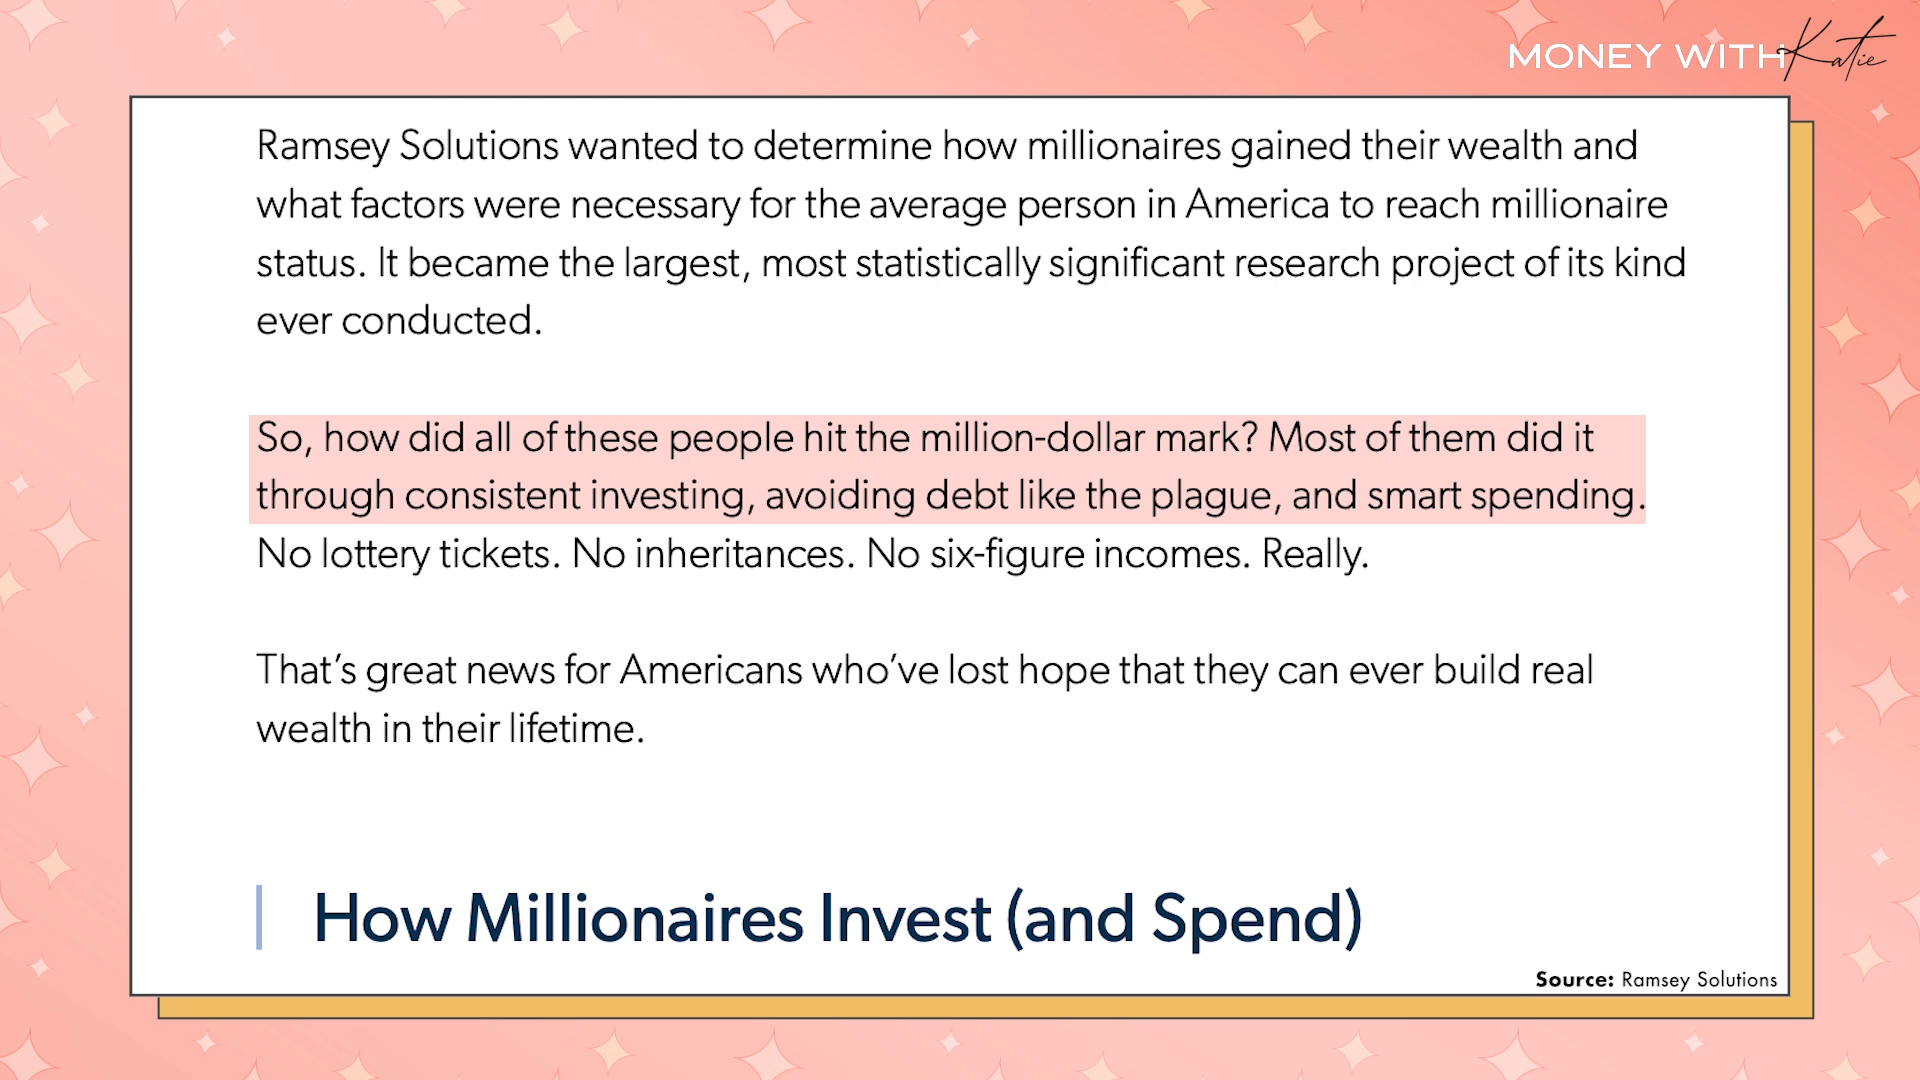 MONEY WITH Katie
Ramsey Solutions wanted to determine how millionaires gained their wealth and
what factors were necessary for the average person in America to reach millionaire
status. It became the largest, most statistically significant research project of its kind
ever conducted.
So, how did all of these people hit the million-dollar mark? Most of them did it
through consistent investing, avoiding debt like the plague, and smart spending.
No lottery tickets. No inheritances. No six-figure incomes. Really.
That’s great news for Americans who’ve lost hope that they can ever build real
wealth in their lifetime.
How Millionaires Invest (and Spend)
Source: Ramsey Solutions